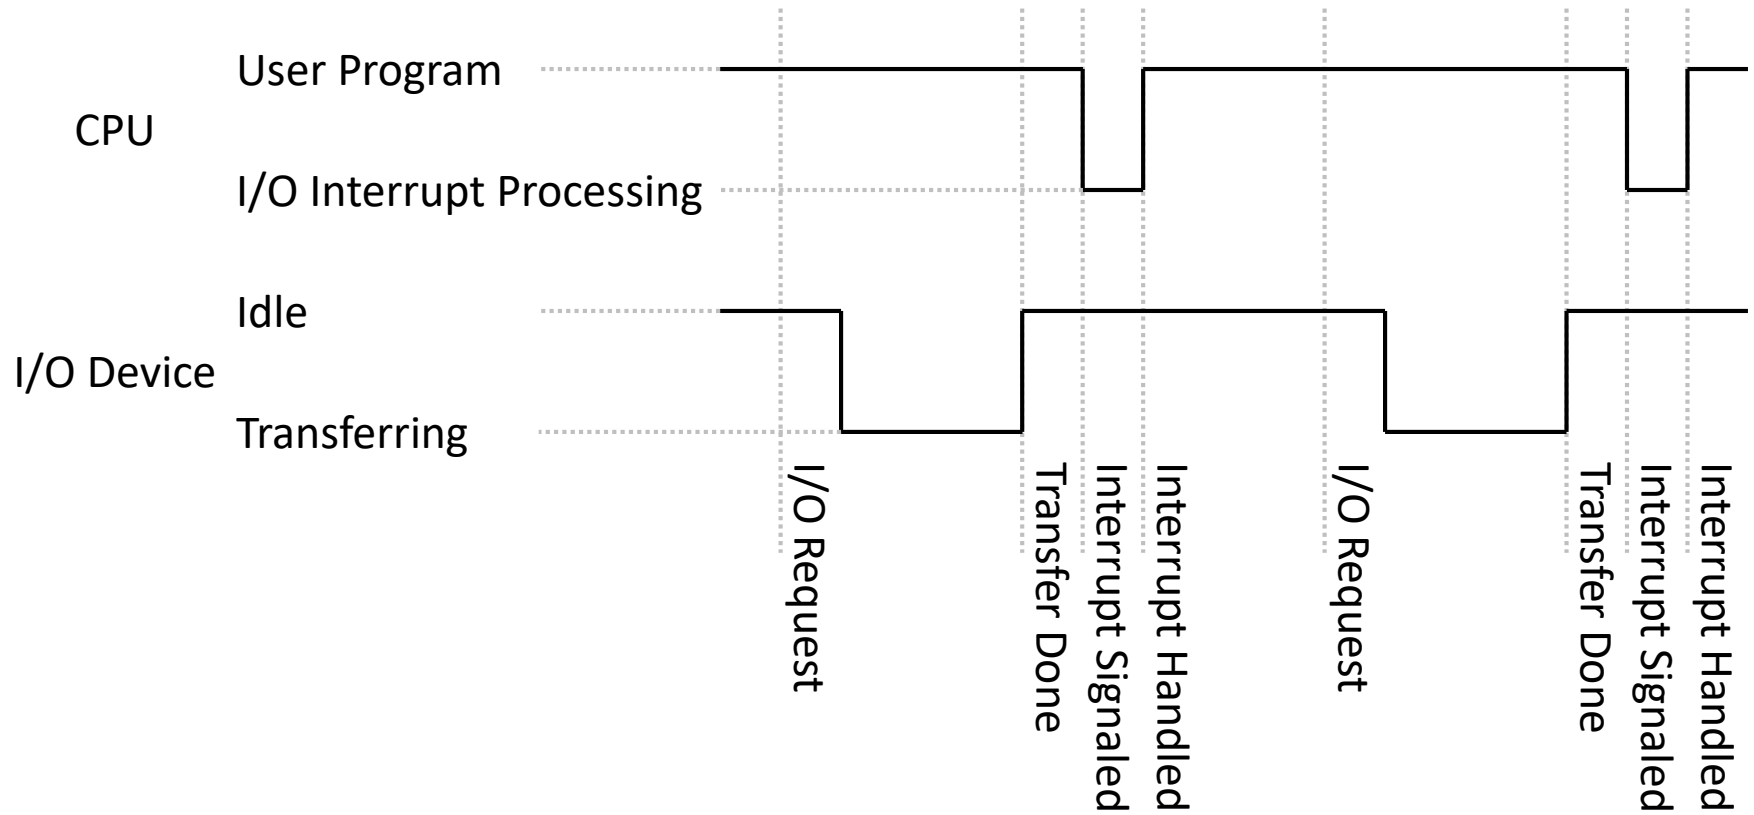 User Program
CPU
I/O Interrupt Processing
Idle
I/O Device
Transferring
I/O Request
Transfer Done
Interrupt Signaled
Interrupt Handled
I/O Request
Transfer Done
Interrupt Signaled
Interrupt Handled